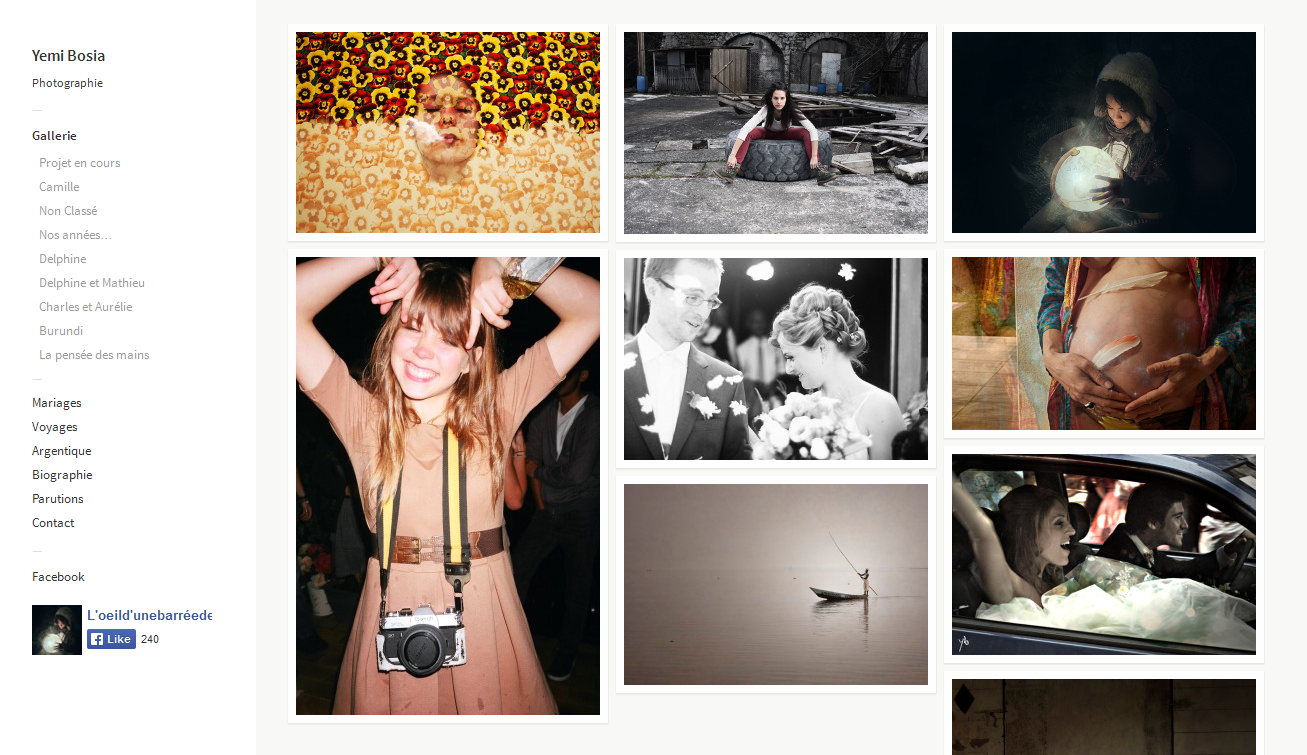 Yemi Bosia
Photographie
—
Gallerie
Projet en cours
Camille
Non Classé
Nos années...
Delphine
Delphine et Mathieu
Charles et Aurélie
Burundi
La pensée des mains
—
Mariages
Voyages
Argentique
Biographie
Parutions
Contact
—
Facebook
L'oeild'unebarréede
Like 240
yb